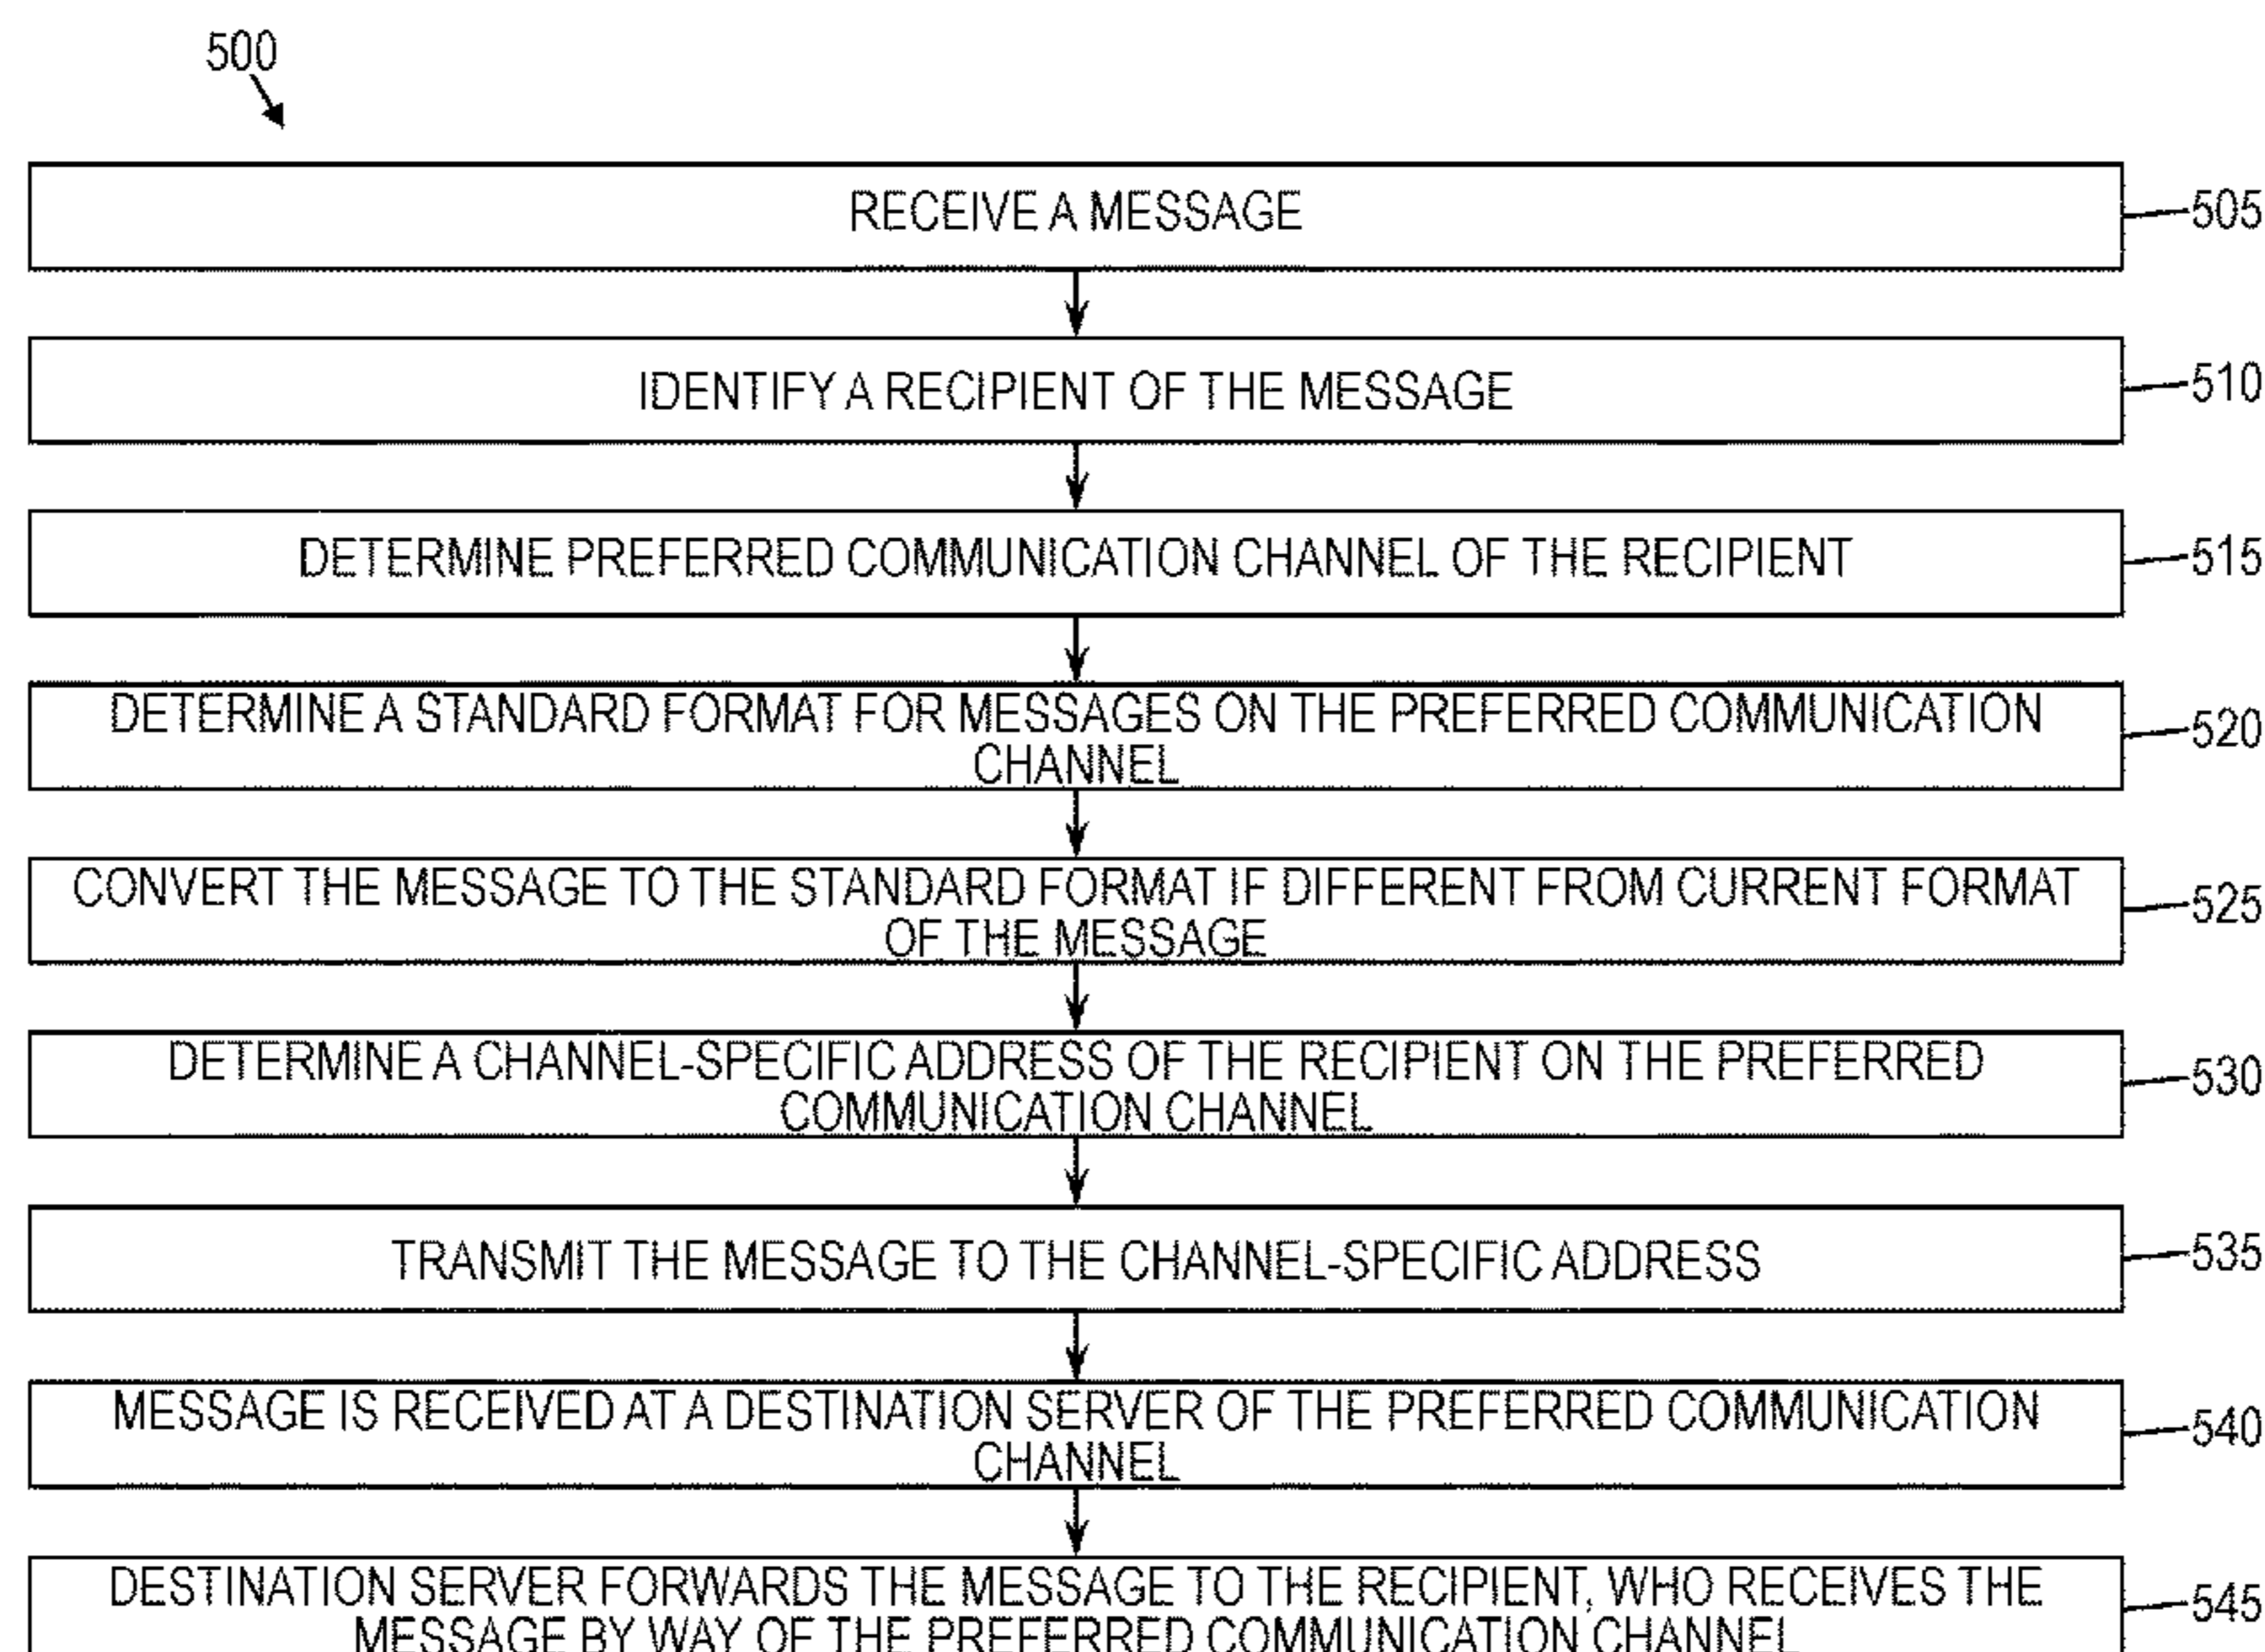 500
RECEIVE A MESSAGE
505
IDENTIFY A RECIPIENT OF THE MESSAGE
510
DETERMINE PREFERRED COMMUNICATION CHANNEL OF THE RECIPIENT
515
DETERMINE A STANDARD FORMAT FOR MESSAGES ON THE PREFERRED COMMUNICATION
CHANNEL
520
CONVERT THE MESSAGE TO THE STANDARD FORMAT IF DIFFERENT FROM CURRENT FORMAT
OF THE MESSAGE
525
DETERMINE A CHANNEL-SPECIFIC ADDRESS OF THE RECIPIENT ON THE PREFERRED
COMMUNICATION CHANNEL
530
TRANSMIT THE MESSAGE TO THE CHANNEL-SPECIFIC ADDRESS
535
MESSAGE IS RECEIVED AT A DESTINATION SERVER OF THE PREFERRED COMMUNICATION
CHANNEL
540
DESTINATION SERVER FORWARDS THE MESSAGE TO THE RECIPIENT, WHO RECEIVES THE
MESSAGE BY WAY OF THE PREFERRED COMMUNICATION CHANNEL
545